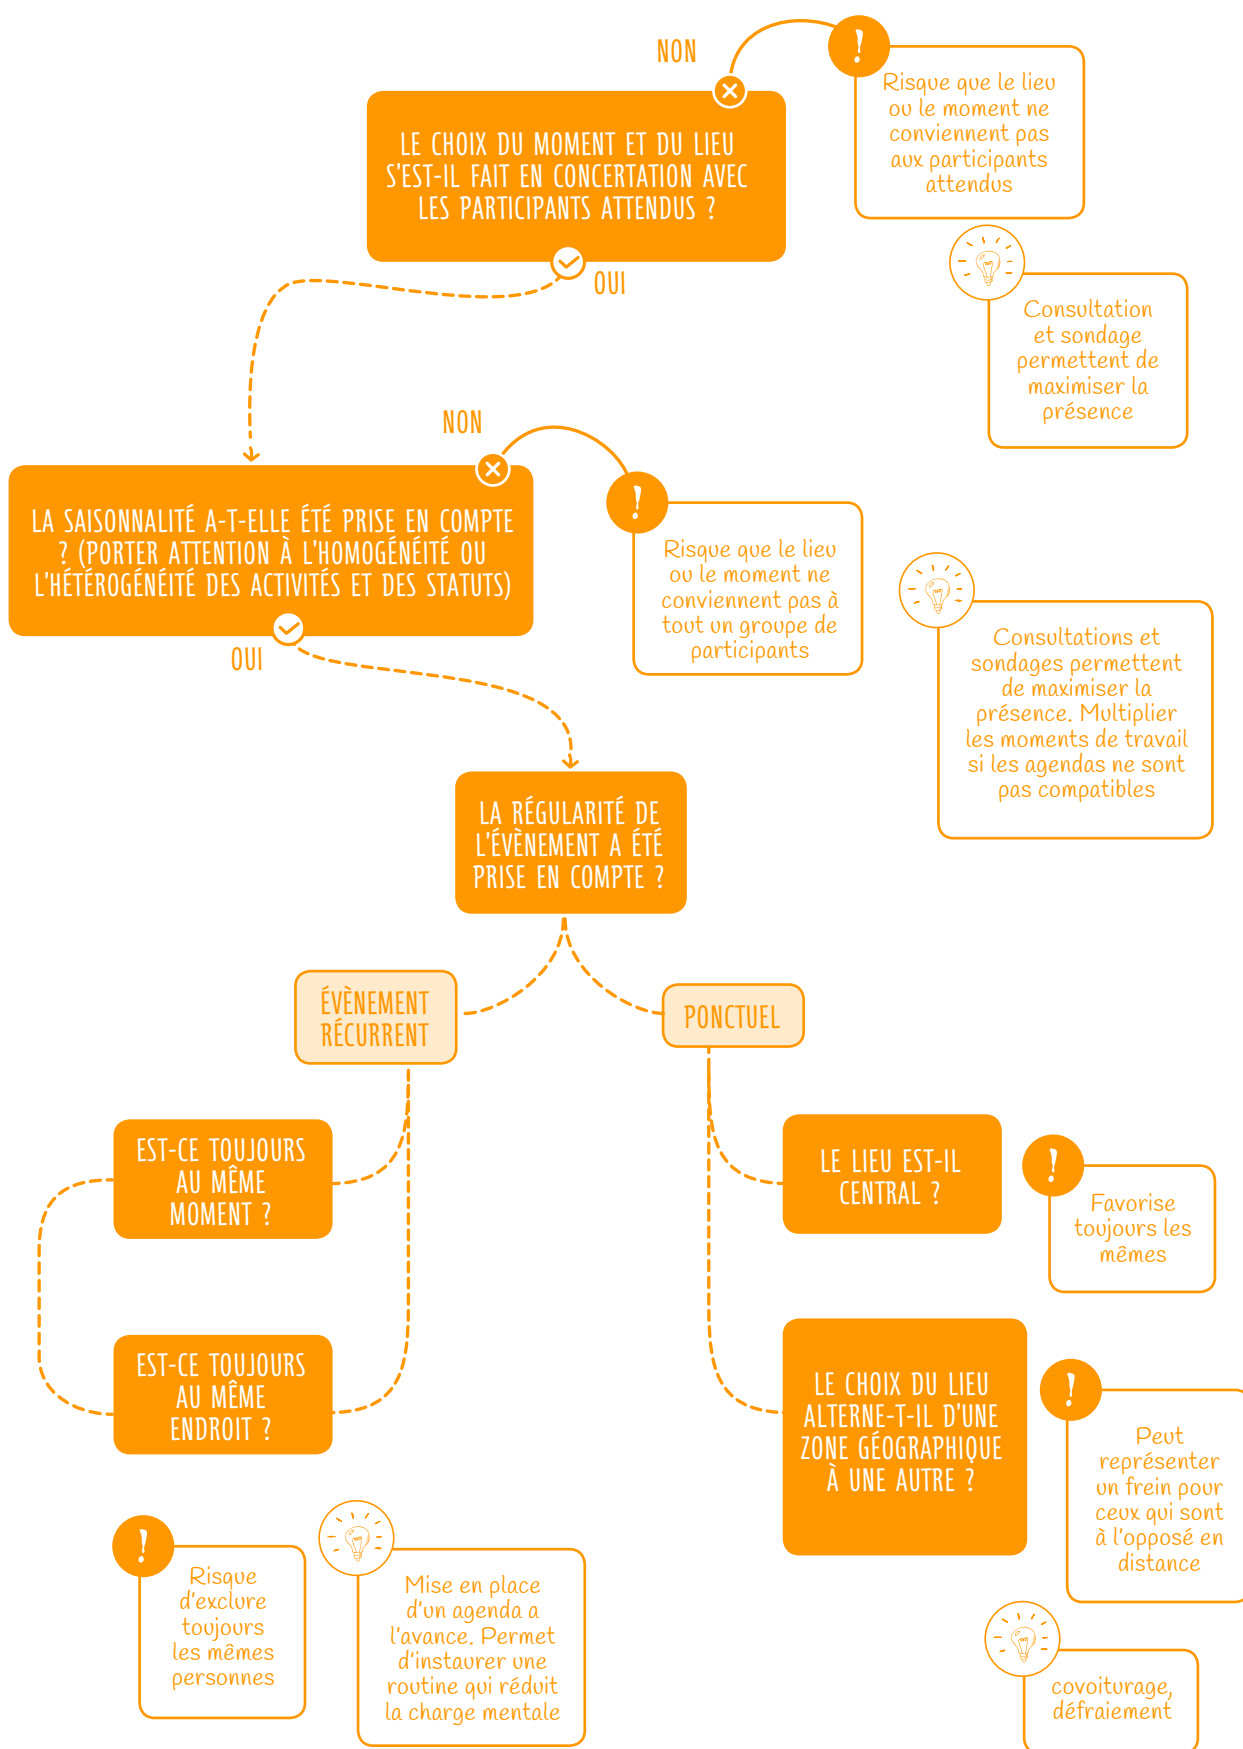 NON
!
Risque que le lieu
ou le moment ne
conviennent pas
aux participants
attendus
LE CHOIX DU MOMENT ET DU LIEU
S'EST-IL FAIT EN CONCERTATION AVEC
LES PARTICIPANTS ATTENDUS ?
OUI
Consultation
et sondage
permettent de
maximiser la
présence
NON
LA SAISONNALITÉ A-T-ELLE ÉTÉ PRISE EN COMPTE
? (PORTER ATTENTION À L'HOMOGÉNÉITÉ OU
L'HÉTÉROGÉNÉITÉ DES ACTIVITÉS ET DES STATUTS)
!
Risque que le lieu
ou le moment ne
conviennent pas à
tout un groupe de
participants
OUI
Consultations et
sondages permettent
de maximiser la
présence. Multiplier
les moments de travail
si les agendas ne sont
pas compatibles
LA RÉGULARITÉ DE
L'ÉVÈNEMENT A ÉTÉ
PRISE EN COMPTE ?
ÉVÈNEMENT
RÉCURRENT
PONCTUEL
EST-CE TOUJOURS
AU MÊME
MOMENT ?
LE LIEU EST-IL
CENTRAL ?
!
Favorise
toujours les
mêmes
EST-CE TOUJOURS
AU MÊME
ENDROIT ?
LE CHOIX DU LIEU
ALTERNE-T-IL D'UNE
ZONE GÉOGRAPHIQUE
À UNE AUTRE ?
!
Peut
représenter
un frein pour
ceux qui sont
à l'opposé en
distance
!
Risque
d'exclure
toujours
les mêmes
personnes
Mise en place
d'un agenda a
l'avance. Permet
d'instaurer une
routine qui réduit
la charge mentale
covoiturage,
défraiement